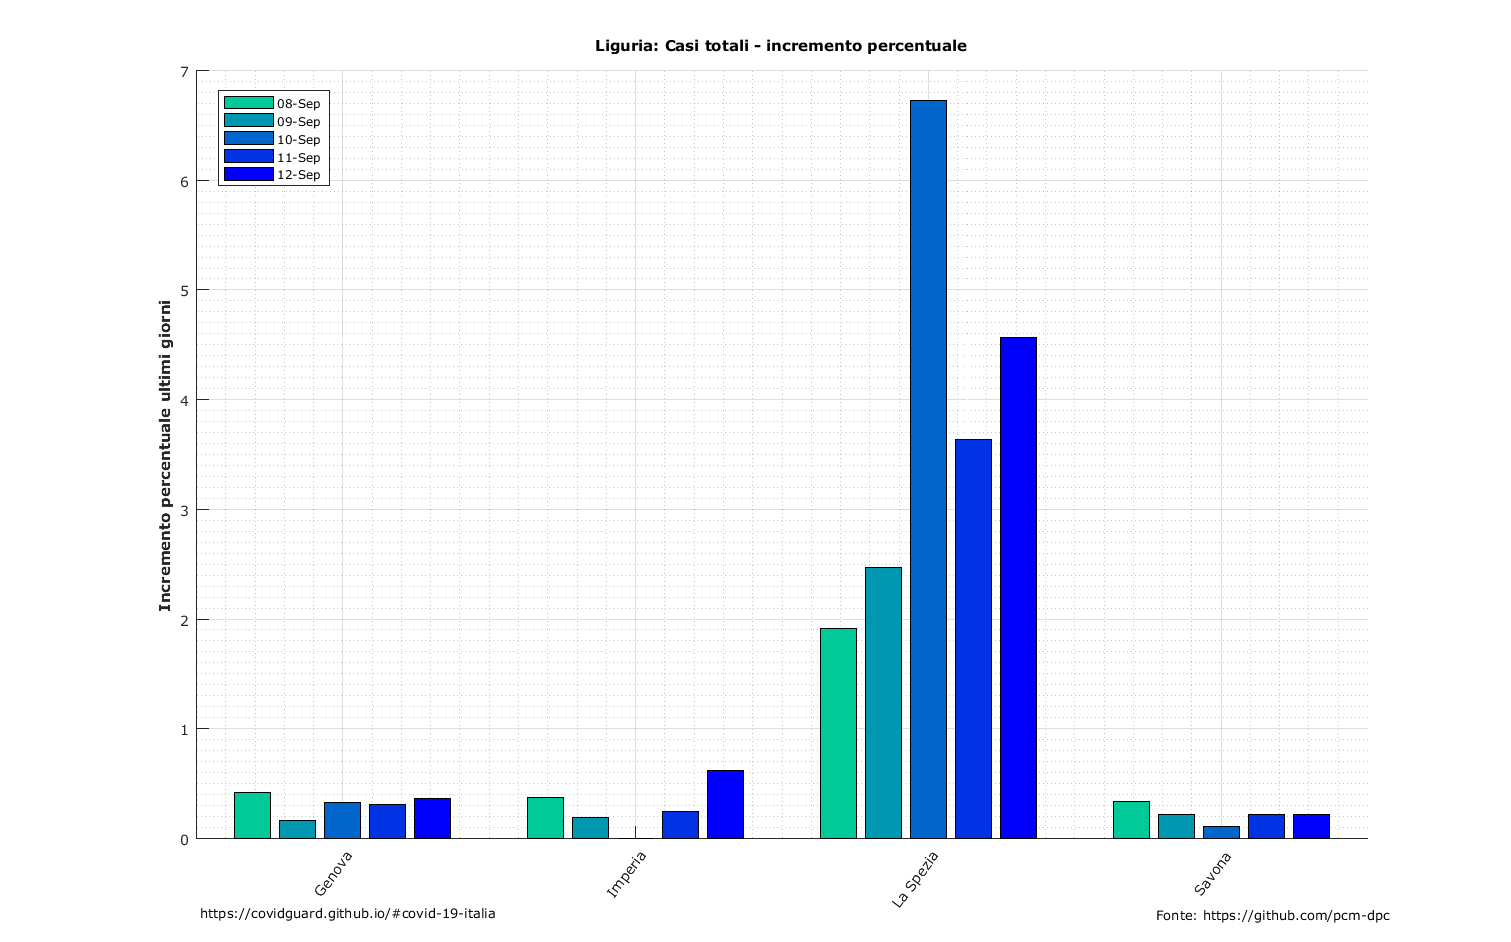 Liguria: Casi totali - incremento percentuale
7
6
5
4
3
2
1
0
Incremento percentuale ultimi giorni
08-Sep
09-Sep
10-Sep
11-Sep
12-Sep
Genova
Imperia
La Spezia
Savona
https://covidguard.github.io/#covid-19-italia
Fonte: https://github.com/pcm-dpc